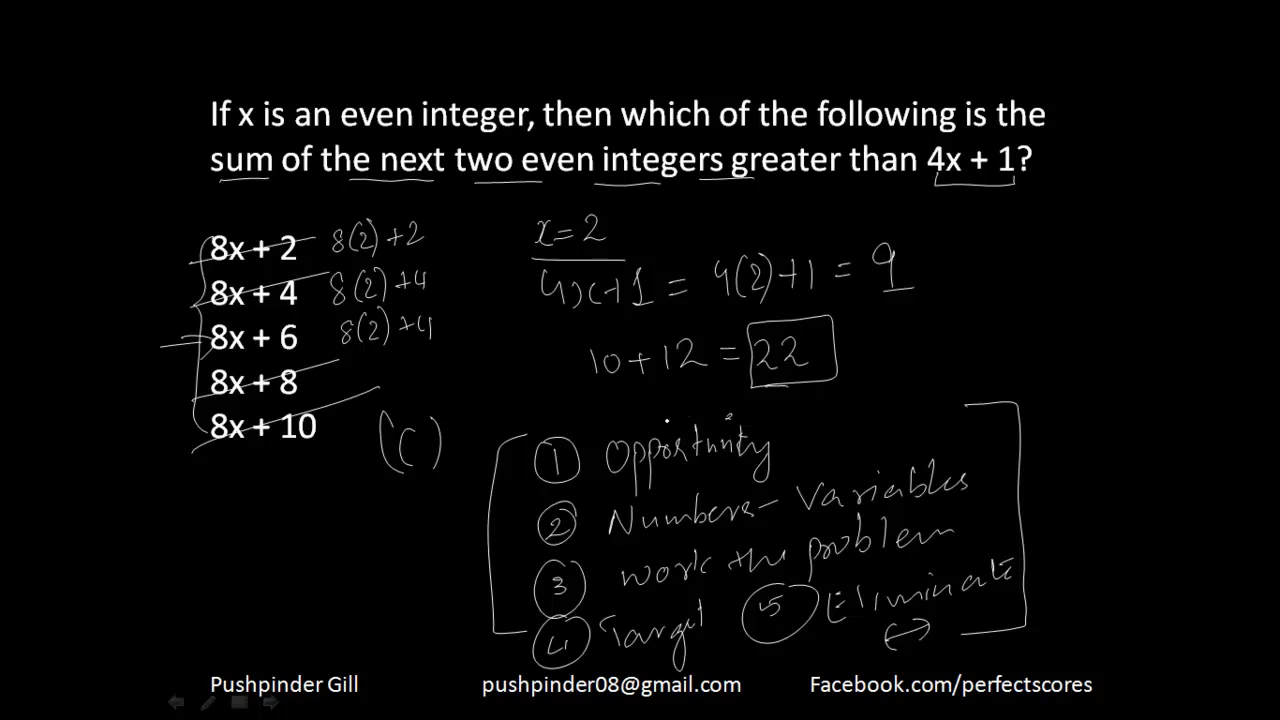 If x is an even integer, then which of the following is the
sum of the next two even integers greater than 4x + 1?
8x + 2 8(2)+2
8x + 4 8(2)+4
8x + 6 8(2)+4
8x + 8
8x + 10
(C)
x=2
4x+1 = 4(2)+1 = 9
10+12 = 22
1 Opportunity
2 Numbers - Variables
3 Work the problem
4 Target 5 Eliminate
Pushpinder Gill pushpinder08@gmail.com Facebook.com/perfectscores